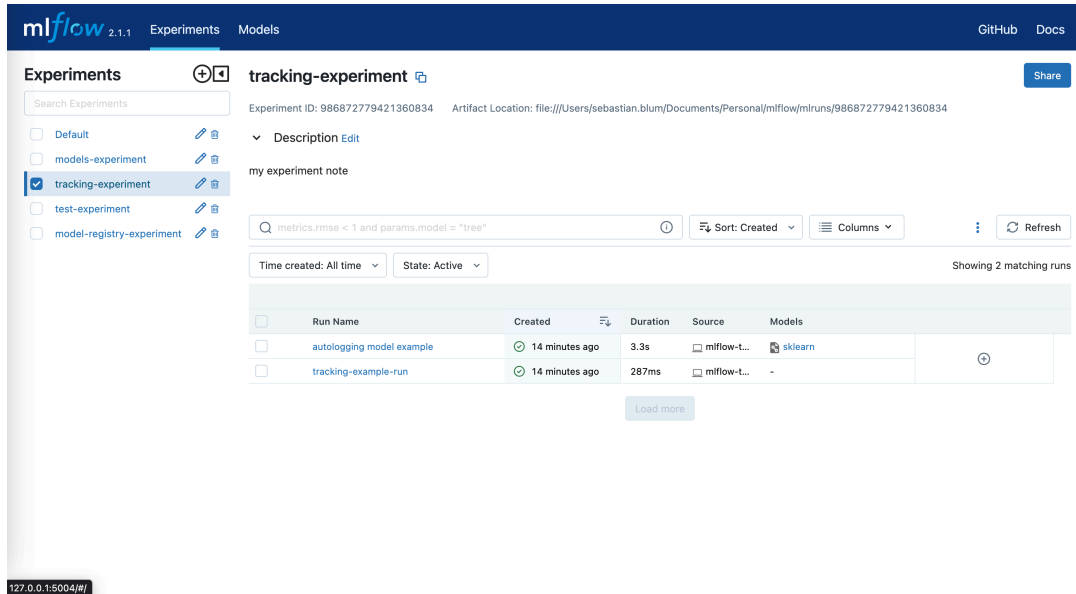 mlflow 2.1.1 Experiments Models GitHub Docs
Experiments
Search Experiments
Default
models-experiment
tracking-experiment
test-experiment
model-registry-experiment
tracking-experiment
Share
Experiment ID: 986872779421360834 Artifact Location: file:///Users/sebastian.blum/Documents/Personal/mlflow/mlruns/986872779421360834
Description Edit
my experiment note
metrics.rmse < 1 and params.model = "tree"
Sort: Created
Columns
Refresh
Time created: All time
State: Active
Showing 2 matching runs
Run Name Created Duration Source Models
autologging model example 14 minutes ago 3.3s mlflow-t... sklearn
tracking-example-run 14 minutes ago 287ms mlflow-t... -
Load more
127.0.0.1:5004/#/